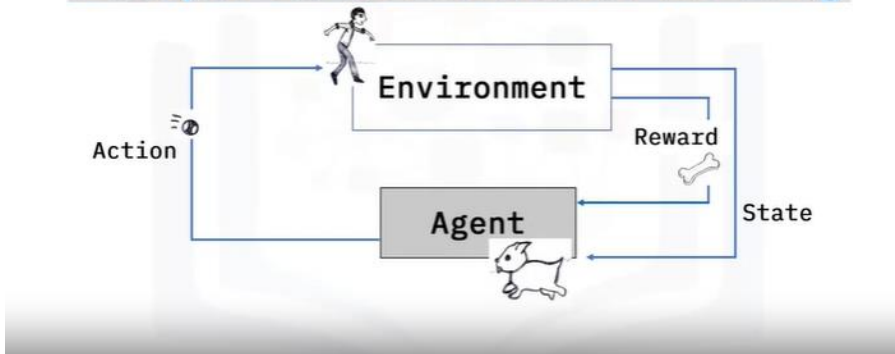 Environment
Reward
Action
State
Agent